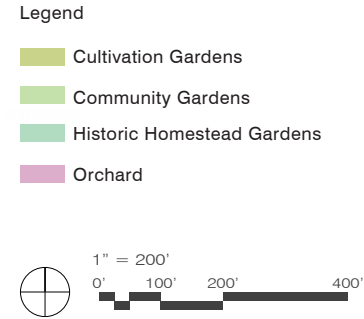 Legend
Cultivation Gardens
Community Gardens
Historic Homestead Gardens
Orchard
1” = 200’
0’ 100’ 200’ 400’